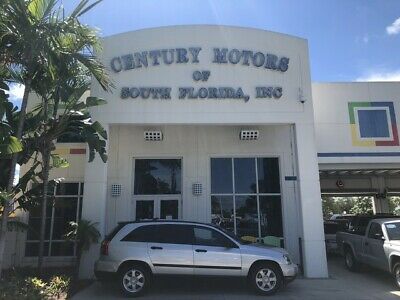 CENTURY MOTORS
OF
SOUTH FLORIDA, INC